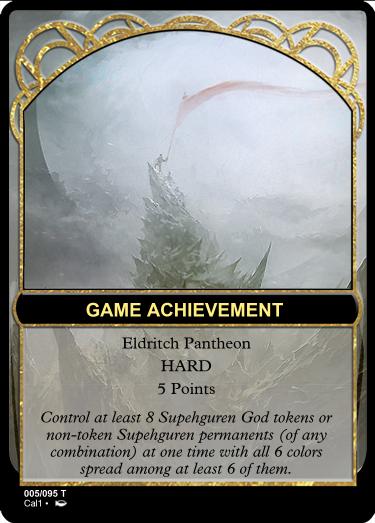 GAME ACHIEVEMENT
Eldritch Pantheon
HARD
5 Points
Control at least 8 Supehguren God tokens or
non-token Supehguren permanents (of any
combination) at one time with all 6 colors
spread among at least 6 of them.
005/095 T
Cal1 •